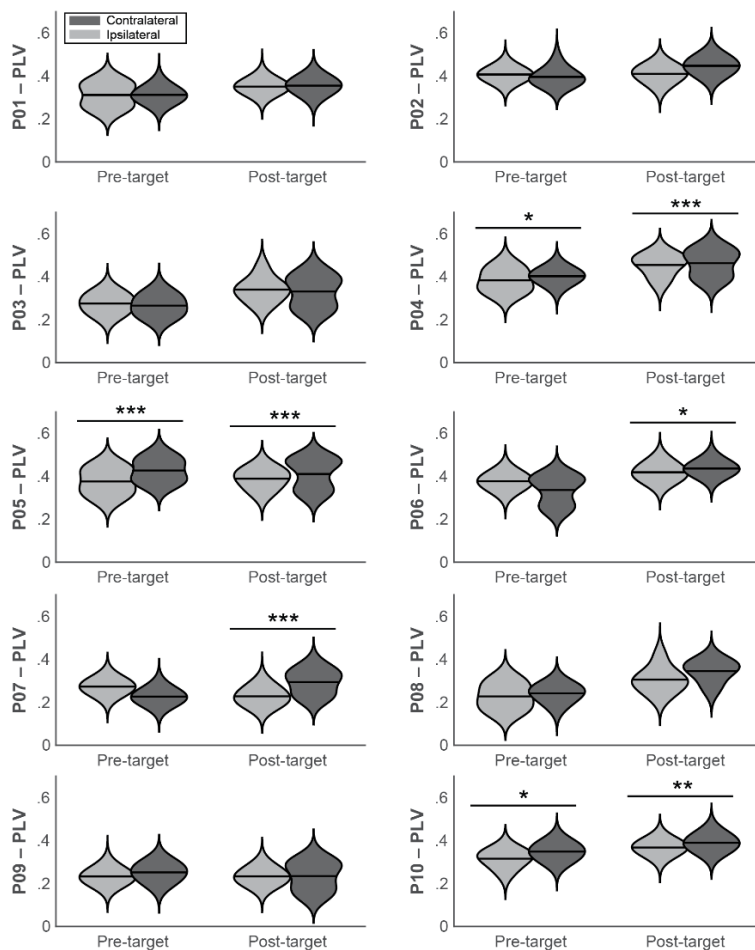 Contralateral
Ipsilateral
P01 – PLV
.6
.4
.2
0
Pre-target
Post-target
P02 – PLV
.6
.4
.2
0
Pre-target
Post-target
P03 – PLV
.6
.4
.2
0
Pre-target
Post-target
P04 – PLV
.6
.4
.2
0
*
***
Pre-target
Post-target
P05 – PLV
.6
.4
.2
0
***
***
Pre-target
Post-target
P06 – PLV
.6
.4
.2
0
*
Pre-target
Post-target
P07 – PLV
.6
.4
.2
0
***
Pre-target
Post-target
P08 – PLV
.6
.4
.2
0
Pre-target
Post-target
P09 – PLV
.6
.4
.2
0
Pre-target
Post-target
P10 – PLV
.6
.4
.2
0
*
**
Pre-target
Post-target